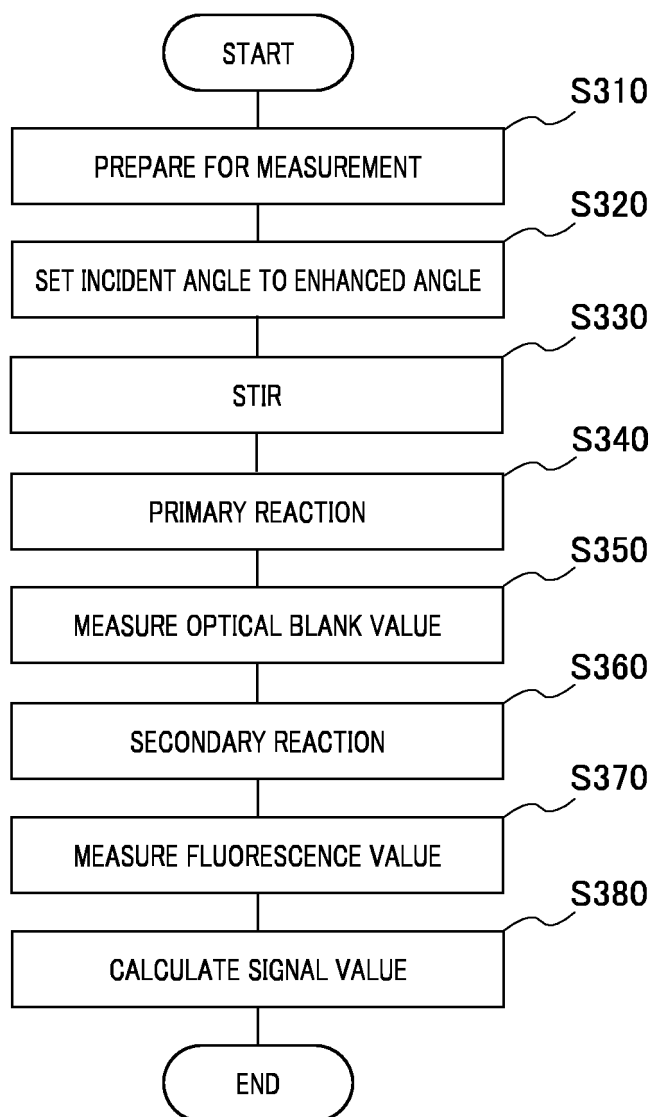 START
S310
PREPARE FOR MEASUREMENT
S320
SET INCIDENT ANGLE TO ENHANCED ANGLE
S330
STIR
S340
PRIMARY REACTION
S350
MEASURE OPTICAL BLANK VALUE
S360
SECONDARY REACTION
S370
MEASURE FLUORESCENCE VALUE
S380
CALCULATE SIGNAL VALUE
END